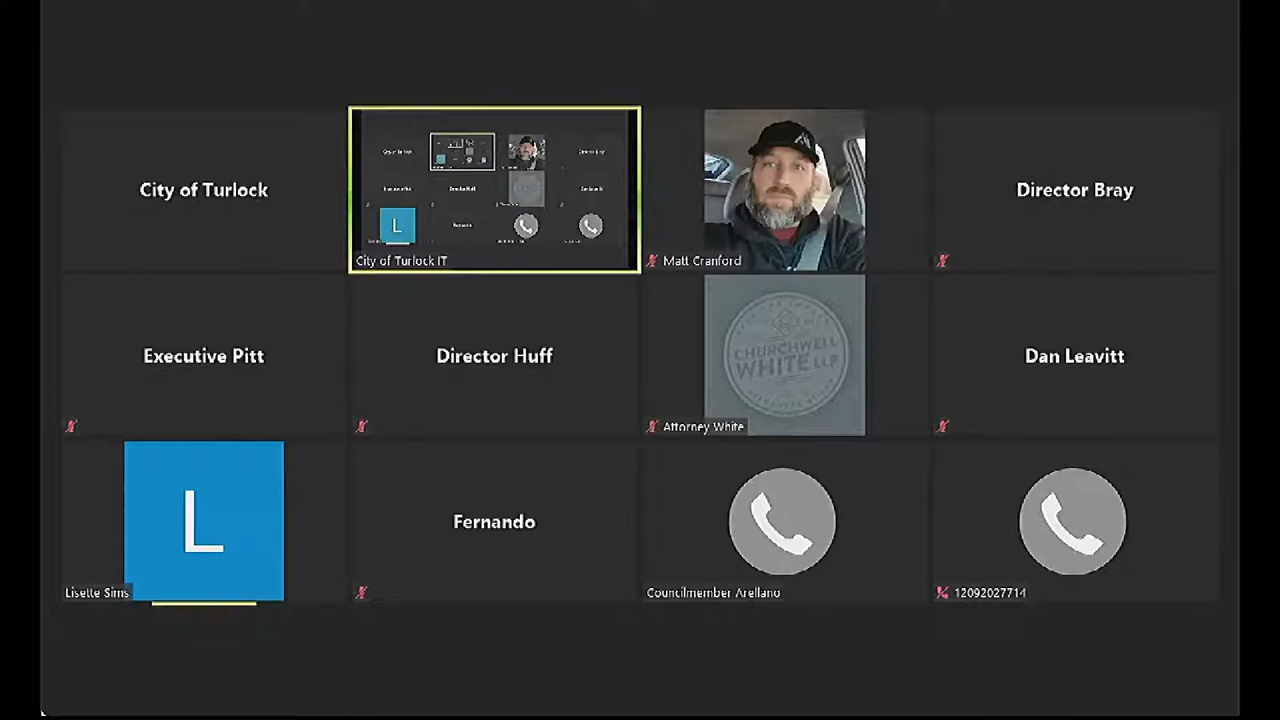 City of Turlock
City of Turlock IT
Matt Cranford
Director Bray
Executive Pitt
Director Huff
CHURCHWELL
WHITE LLP
Attorney White
Dan Leavitt
L
L
Lisette Sims
Fernando
Councilmember Arellano
12092027714